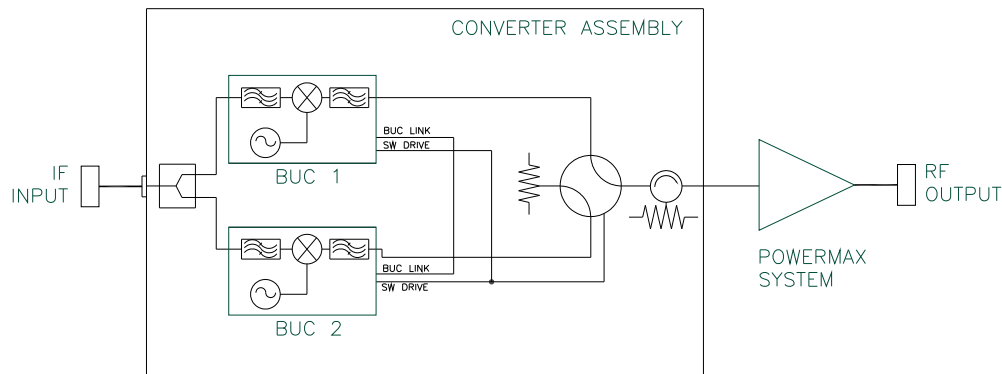 CONVERTER ASSEMBLY
BUC LINK
SW DRIVE
BUC 1
IF
INPUT
RF
OUTPUT
BUC LINK
SW DRIVE
BUC 2
POWERMAX
SYSTEM